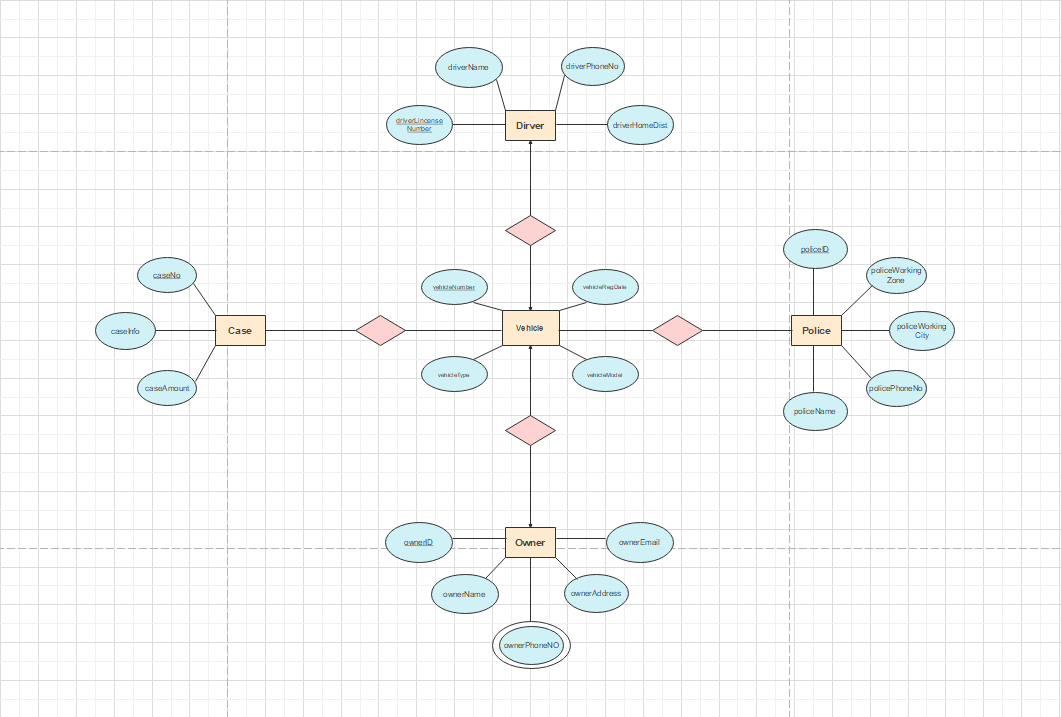 driverName
driverPhoneNo
driverLincense
Number
Dirver
driverHomeDist
policeID
caseNo
vehicleNumber
vehicleRegDate
policeWorking
Zone
caseInfo
Case
Vehicle
Police
policeWorking
City
vehicleType
vehicleModel
caseAmount
policePhoneNo
policeName
ownerID
Owner
ownerEmail
ownerName
ownerAddress
ownerPhoneNO